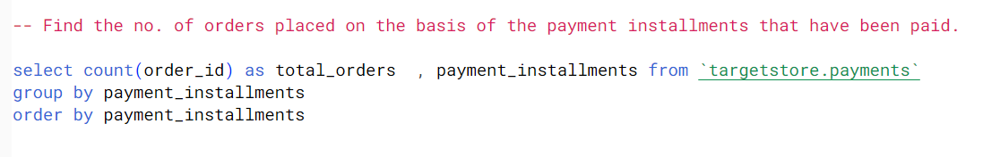 -- Find the no. of orders placed on the basis of the payment installments that have been paid.
select count(order_id) as total_orders  , payment_installments from `targetstore.payments`
group by payment_installments
order by payment_installments